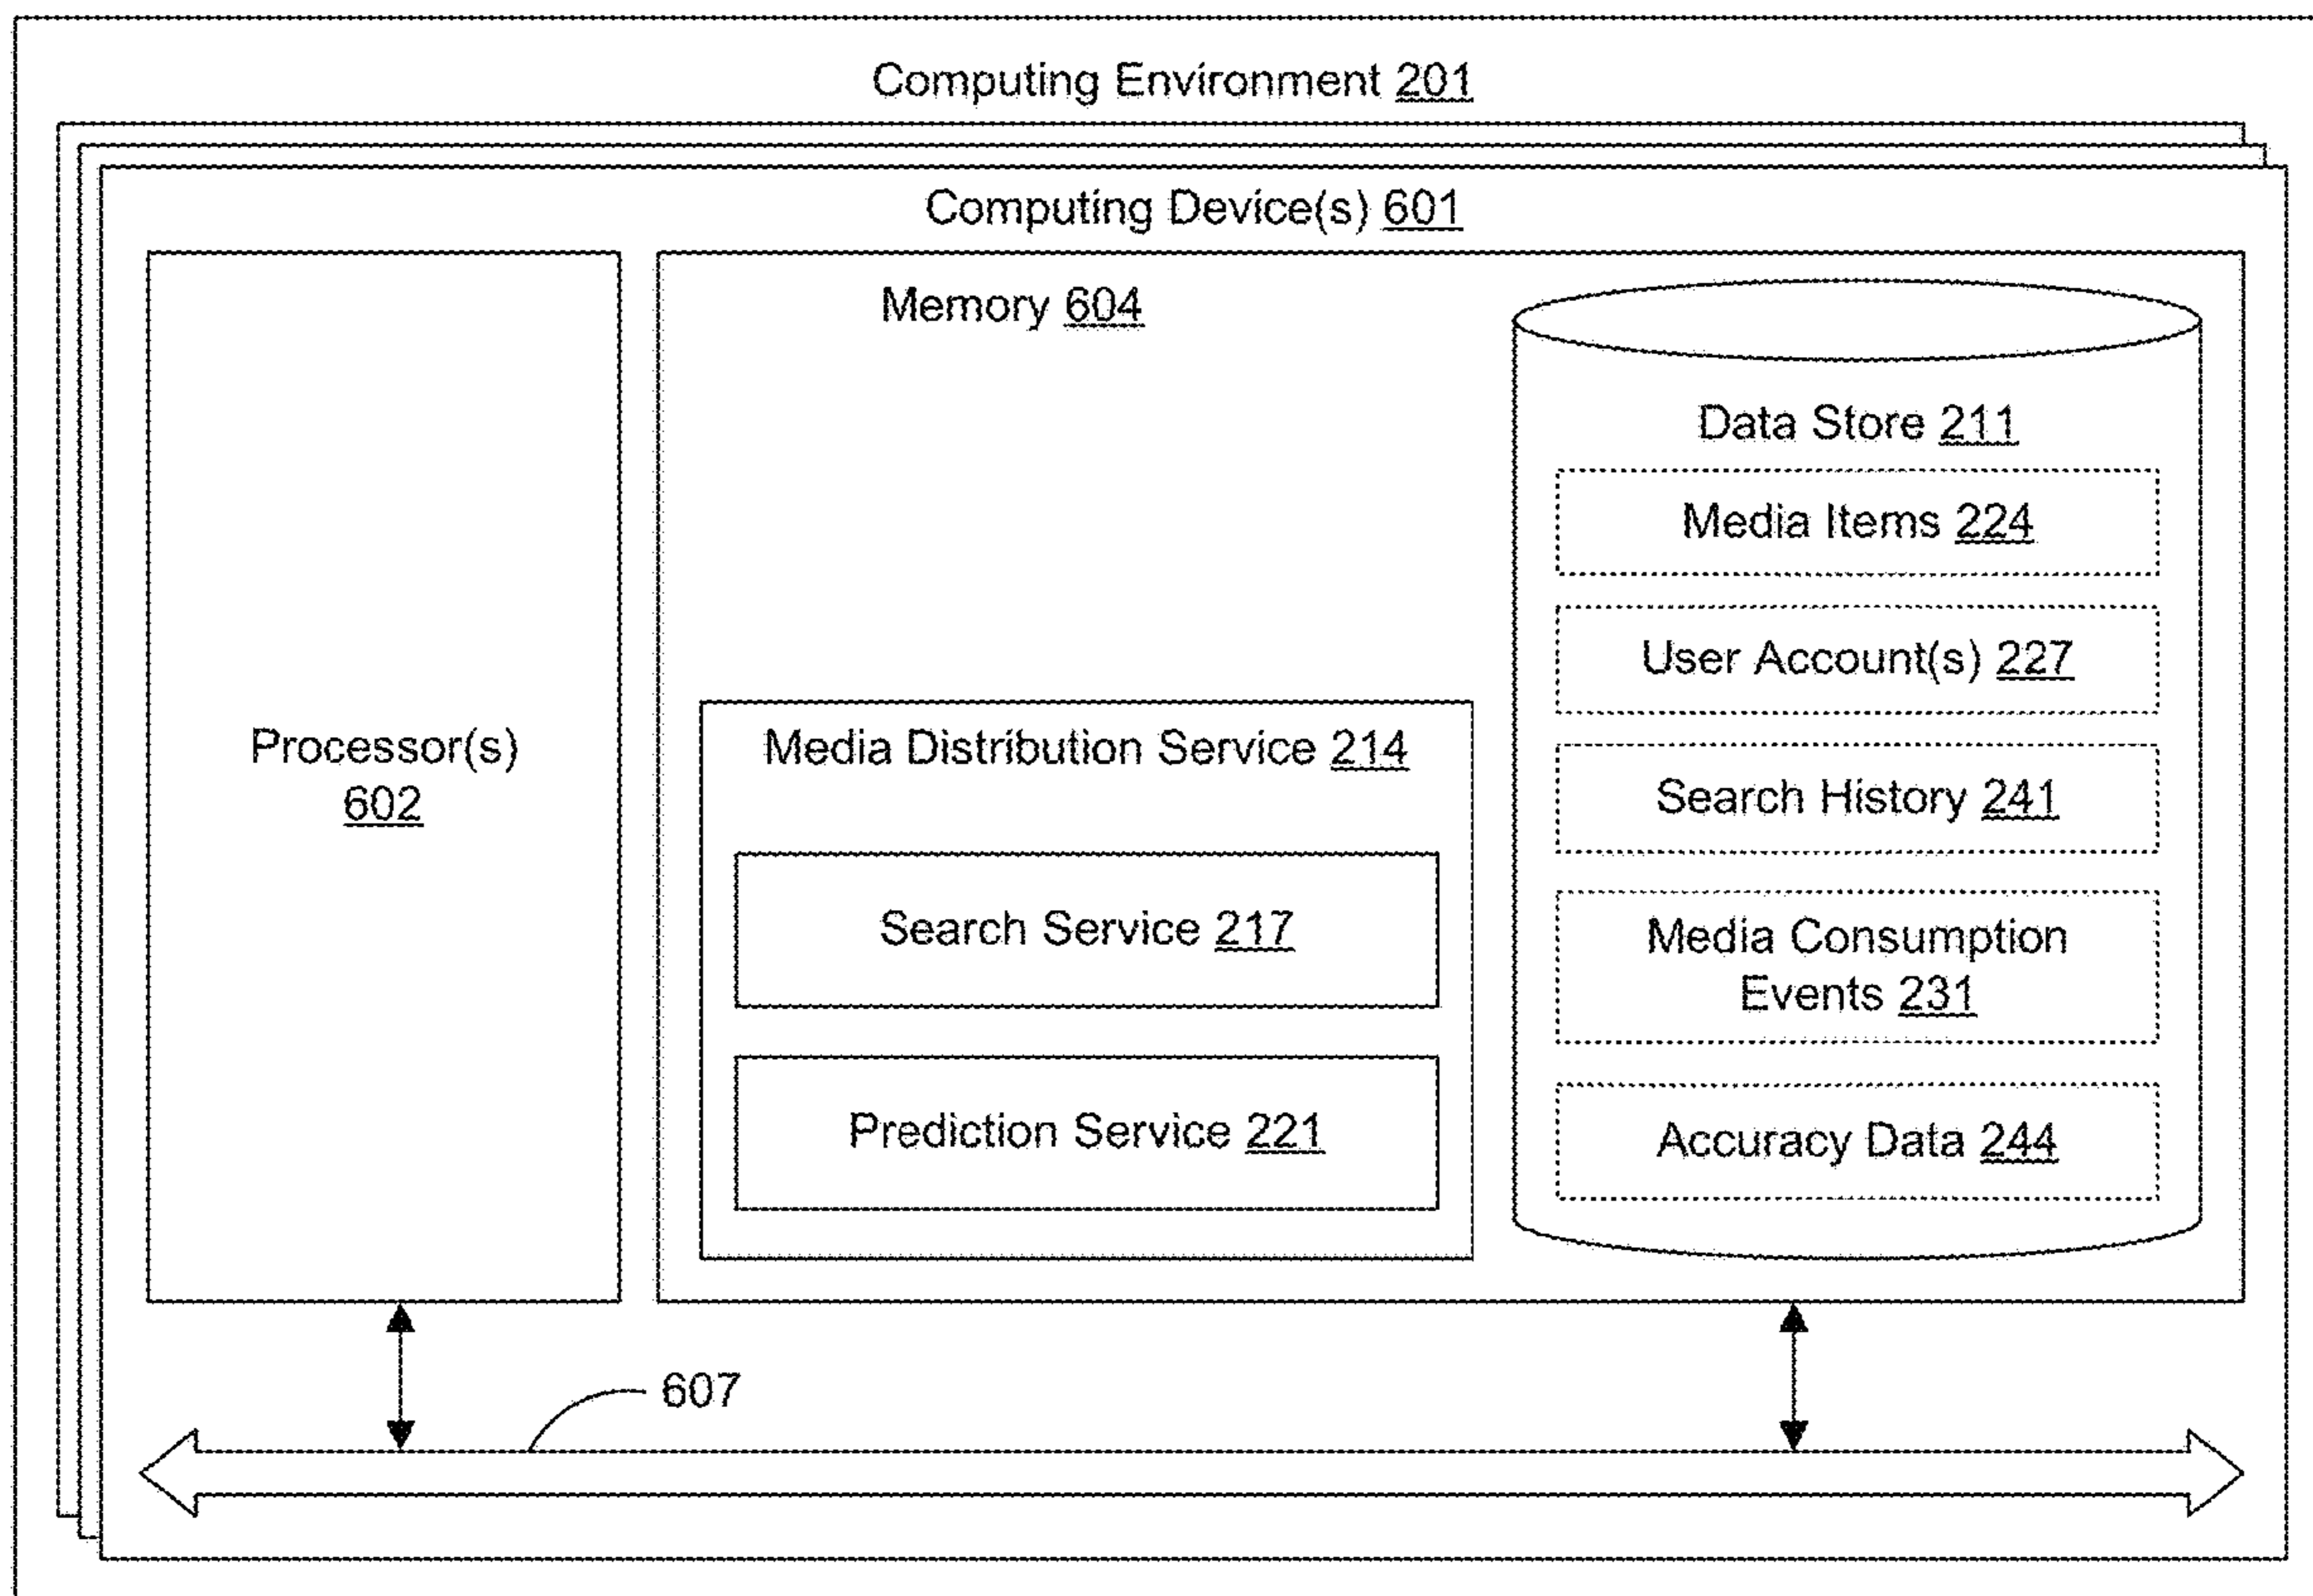 Computing Environment 201
Computing Device(s) 601
Processor(s)
602
Memory 604
Media Distribution Service 214
Search Service 217
Prediction Service 221
Data Store 211
Media Items 224
User Account(s) 227
Search History 241
Media Consumption
Events 231
Accuracy Data 244
607